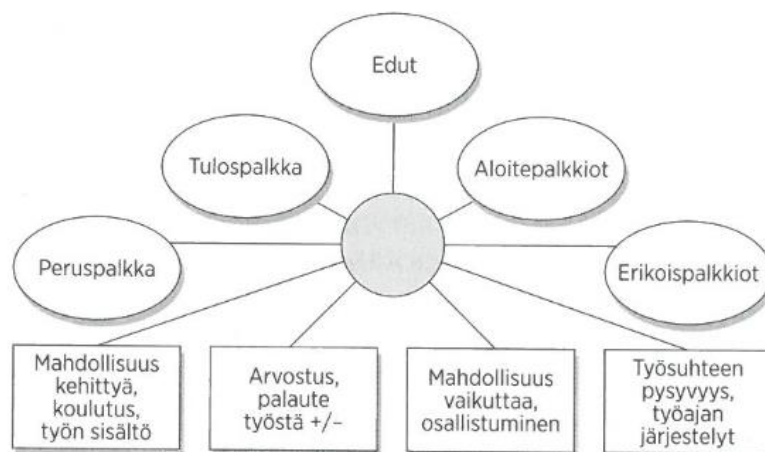 Edut
Tulospalkka
Aloitepalkkiot
Peruspalkka
Erikoispalkkiot
Mahdollisuus
kehittyä,
koulutus,
työn sisältö
Arvostus,
palaute
työstä +/–
Mahdollisuus
vaikuttaa,
osallistuminen
Työsuhteen
pysyvyys,
työajan
järjestelyt